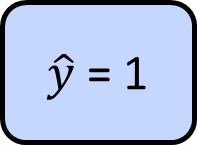 ŷ = 1